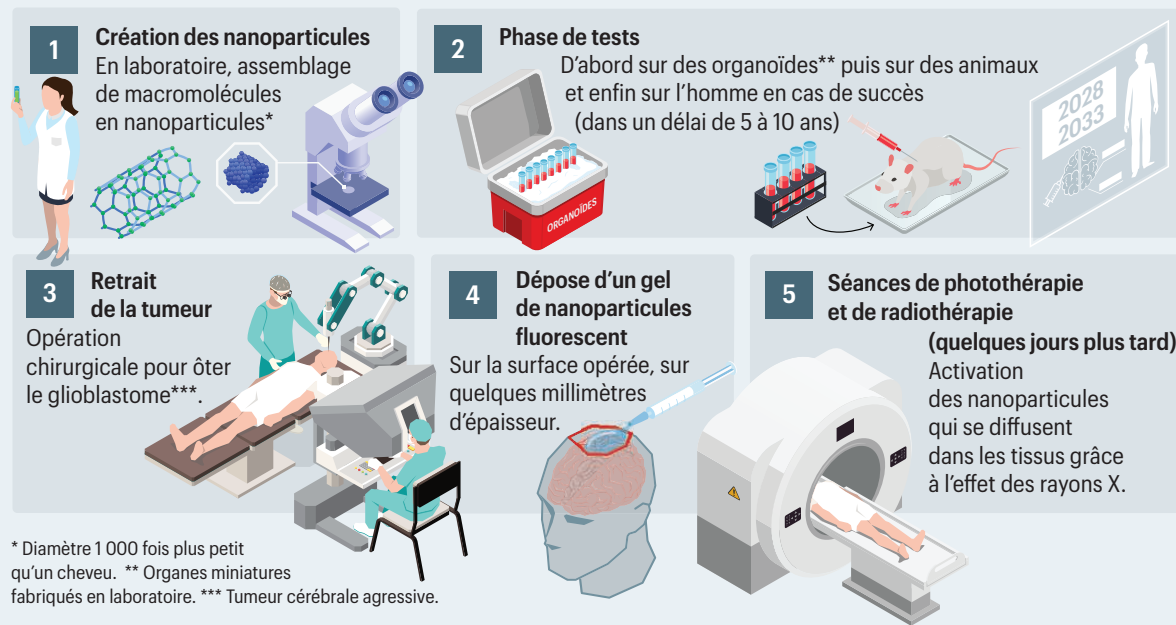 1
Création des nanoparticules
En laboratoire, assemblage
de macromolécules
en nanoparticules*
2
Phase de tests
D'abord sur des organoïdes** puis sur des animaux
et enfin sur l'homme en cas de succès
(dans un délai de 5 à 10 ans)
ORGANOÏDES
2028
2033
3
Retrait
de la tumeur
Opération
chirurgicale pour ôter
le glioblastome***.
4
Dépose d'un gel
de nanoparticules
fluorescent
Sur la surface opérée, sur
quelques millimètres
d'épaisseur.
5
Séances de photothérapie
et de radiothérapie
(quelques jours plus tard)
Activation
des nanoparticules
qui se diffusent
dans les tissus grâce
à l'effet des rayons X.
* Diamètre 1 000 fois plus petit
qu'un cheveu. ** Organes miniatures
fabriqués en laboratoire. *** Tumeur cérébrale agressive.